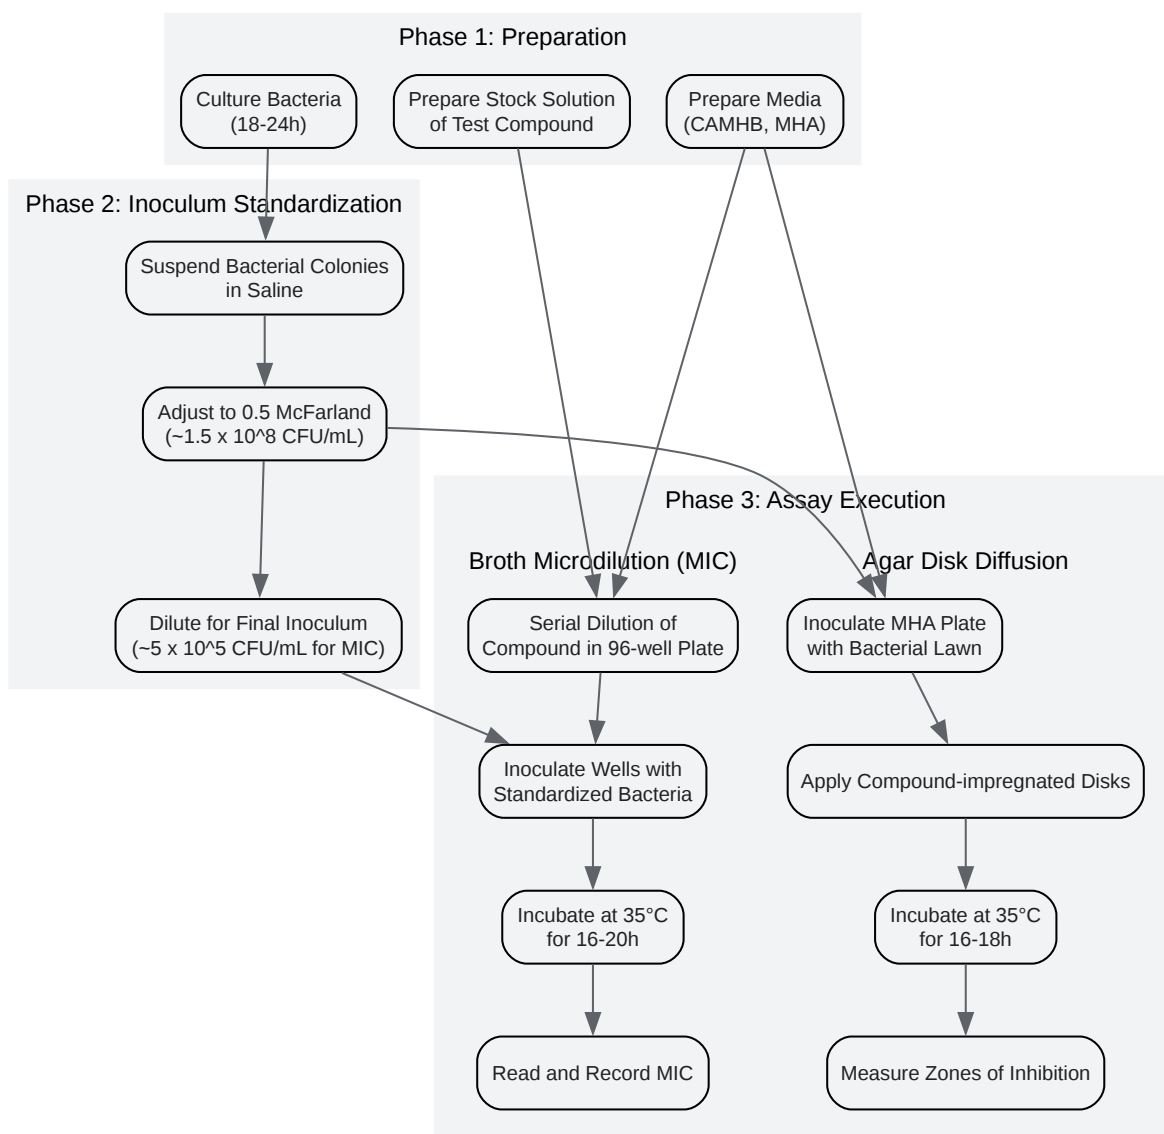 Phase 1: Preparation
Culture Bacteria
(18-24h)
Prepare Stock Solution
of Test Compound
Prepare Media
(CAMHB, MHA)
Phase 2: Inoculum Standardization
Suspend Bacterial Colonies
in Saline
Adjust to 0.5 McFarland
(~1.5 x 10^8 CFU/mL)
Dilute for Final Inoculum
(~5 x 10^5 CFU/mL for MIC)
Phase 3: Assay Execution
Broth Microdilution (MIC)
Serial Dilution of
Compound in 96-well Plate
Inoculate Wells with
Standardized Bacteria
Incubate at 35°C
for 16-20h
Read and Record MIC
Agar Disk Diffusion
Inoculate MHA Plate
with Bacterial Lawn
Apply Compound-impregnated Disks
Incubate at 35°C
for 16-18h
Measure Zones of Inhibition